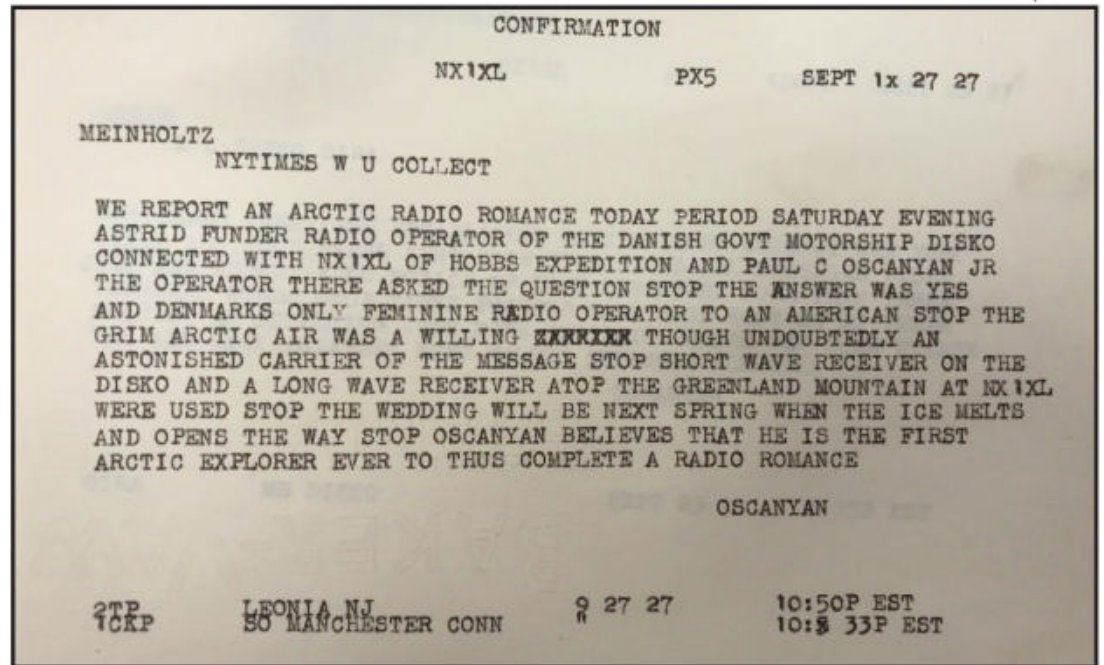 CONFIRMATION
NX1XL PX5 SEPT 1x 27 27
MEINHOLTZ
NYTIMES W U COLLECT
WE REPORT AN ARCTIC RADIO ROMANCE TODAY PERIOD SATURDAY EVENING
ASTRID FUNDER RADIO OPERATOR OF THE DANISH GOVT MOTORSHIP DISKO
CONNECTED WITH NX1XL OF HOBBS EXPEDITION AND PAUL C OSCANYAN JR
THE OPERATOR THERE ASKED THE QUESTION STOP THE ANSWER WAS YES
AND DENMARKS ONLY FEMININE RADIO OPERATOR TO AN AMERICAN STOP THE
GRIM ARCTIC AIR WAS A WILLING THOUGH UNDOUBTEDLY AN
ASTONISHED CARRIER OF THE MESSAGE STOP SHORT WAVE RECEIVER ON THE
DISKO AND A LONG WAVE RECEIVER ATOP THE GREENLAND MOUNTAIN AT NX1XL
WERE USED STOP THE WEDDING WILL BE NEXT SPRING WHEN THE ICE MELTS
AND OPENS THE WAY STOP OSCANYAN BELIEVES THAT HE IS THE FIRST
ARCTIC EXPLORER EVER TO THUS COMPLETE A RADIO ROMANCE
OSCANYAN
2TP LEONIA NJ 9 27 27 10:50P EST
1CKP SO MANCHESTER CONN " 10: 33P EST